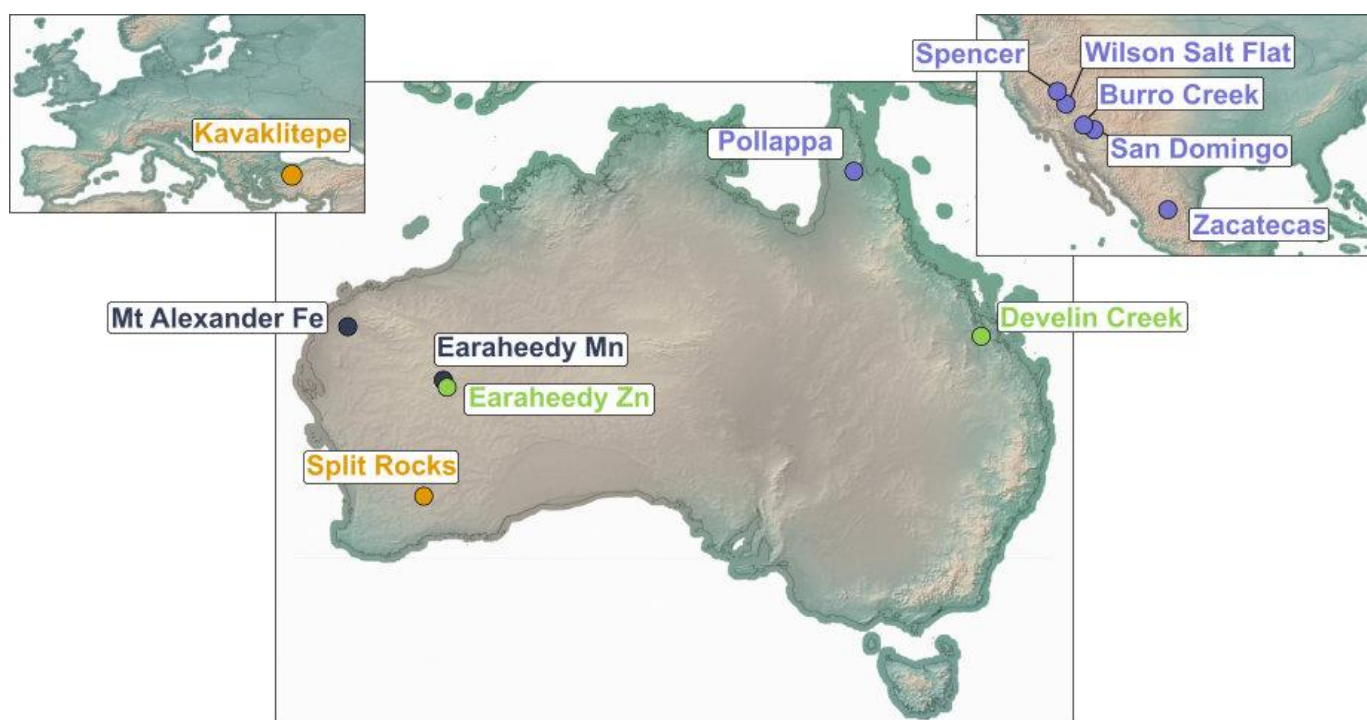 Kavaklitepe
Spencer
Wilson Salt Flat
Burro Creek
San Domingo
Zacatecas
Pollappa
Mt Alexander Fe
Earaheedy Mn
Earaheedy Zn
Develin Creek
Split Rocks